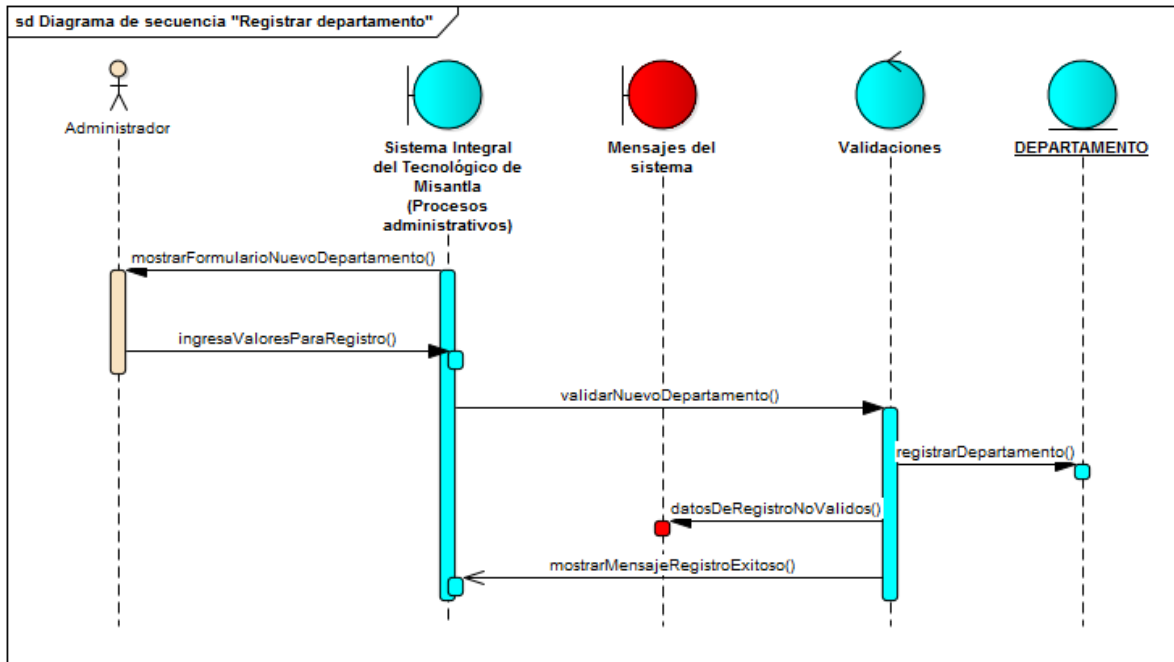 sd Diagrama de secuencia "Registrar departamento"
Administrador
Sistema Integral
del Tecnológico de
Misantla
(Procesos
administrativos)
Mensajes del
sistema
Validaciones
DEPARTAMENTO
mostrarFormularioNuevoDepartamento()
ingresaValoresParaRegistro()
validarNuevoDepartamento()
registrarDepartamento()
datosDeRegistroNoValidos()
mostrarMensajeRegistroExitoso()